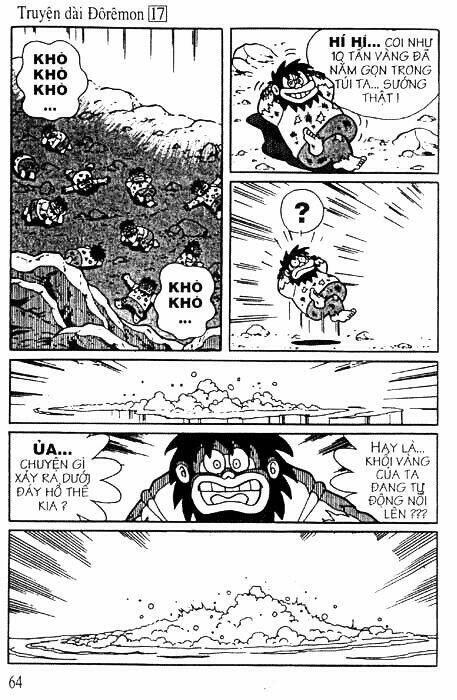 Truyện dài Đôrêmon 17
KHÒ
KHÒ
KHÒ
...
KHÒ
KHÒ
...
HÍ HÍ... COI NHƯ
10 TẤN VÀNG ĐÃ
NẰM GỌN TRONG
TÚI TA... SƯỚNG
THẬT !
?
ỦA...
CHUYỆN GÌ
XẢY RA DƯỚI
ĐÁY HỒ THẾ
KIA ?
HAY LÀ...
KHỐI VÀNG
CỦA TA
ĐANG TỰ
ĐỘNG NỔI
LÊN ???
64